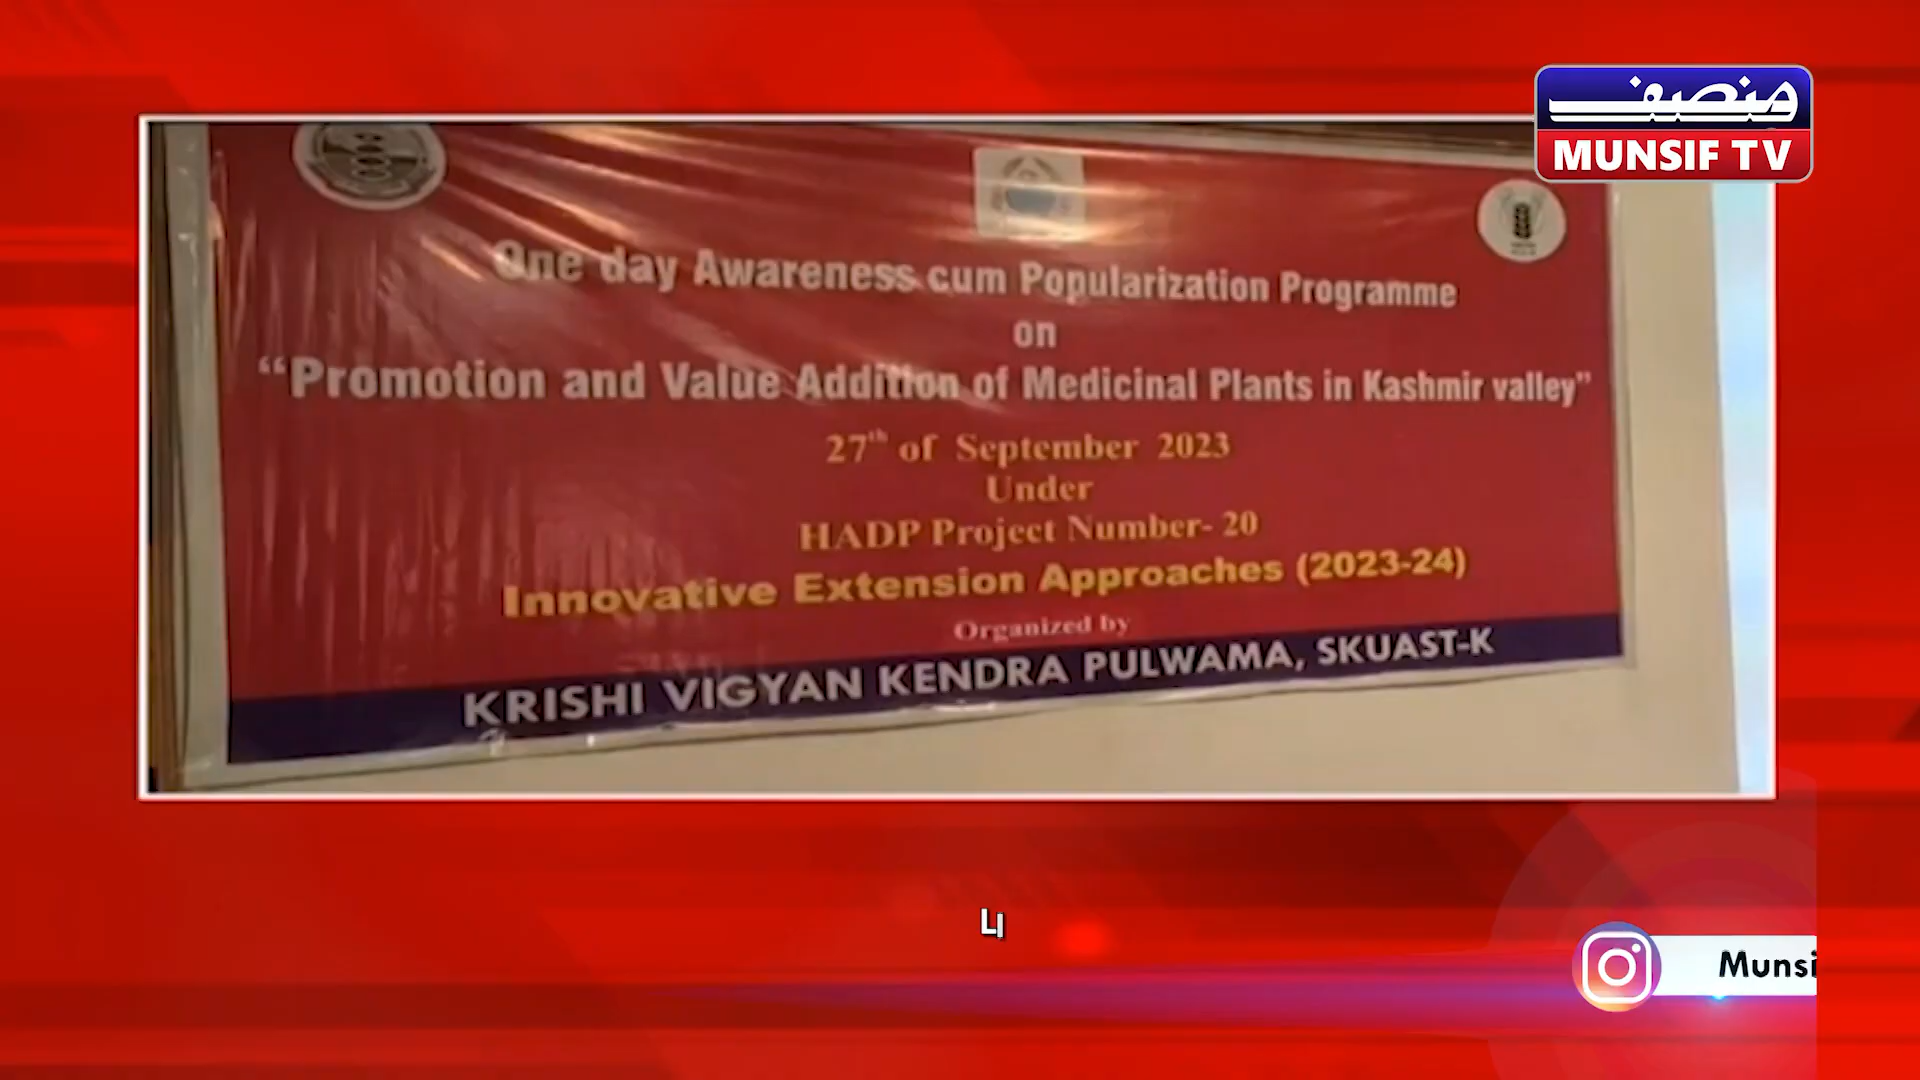 منصف
MUNSIF TV
One day Awareness cum Popularization Programme
on
“Promotion and Value Addition of Medicinal Plants in Kashmir valley”
27th of September 2023
Under
HADP Project Number- 20
Innovative Extension Approaches (2023-24)
Organized by
KRISHI VIGYAN KENDRA PULWAMA, SKUAST-K
Munsi